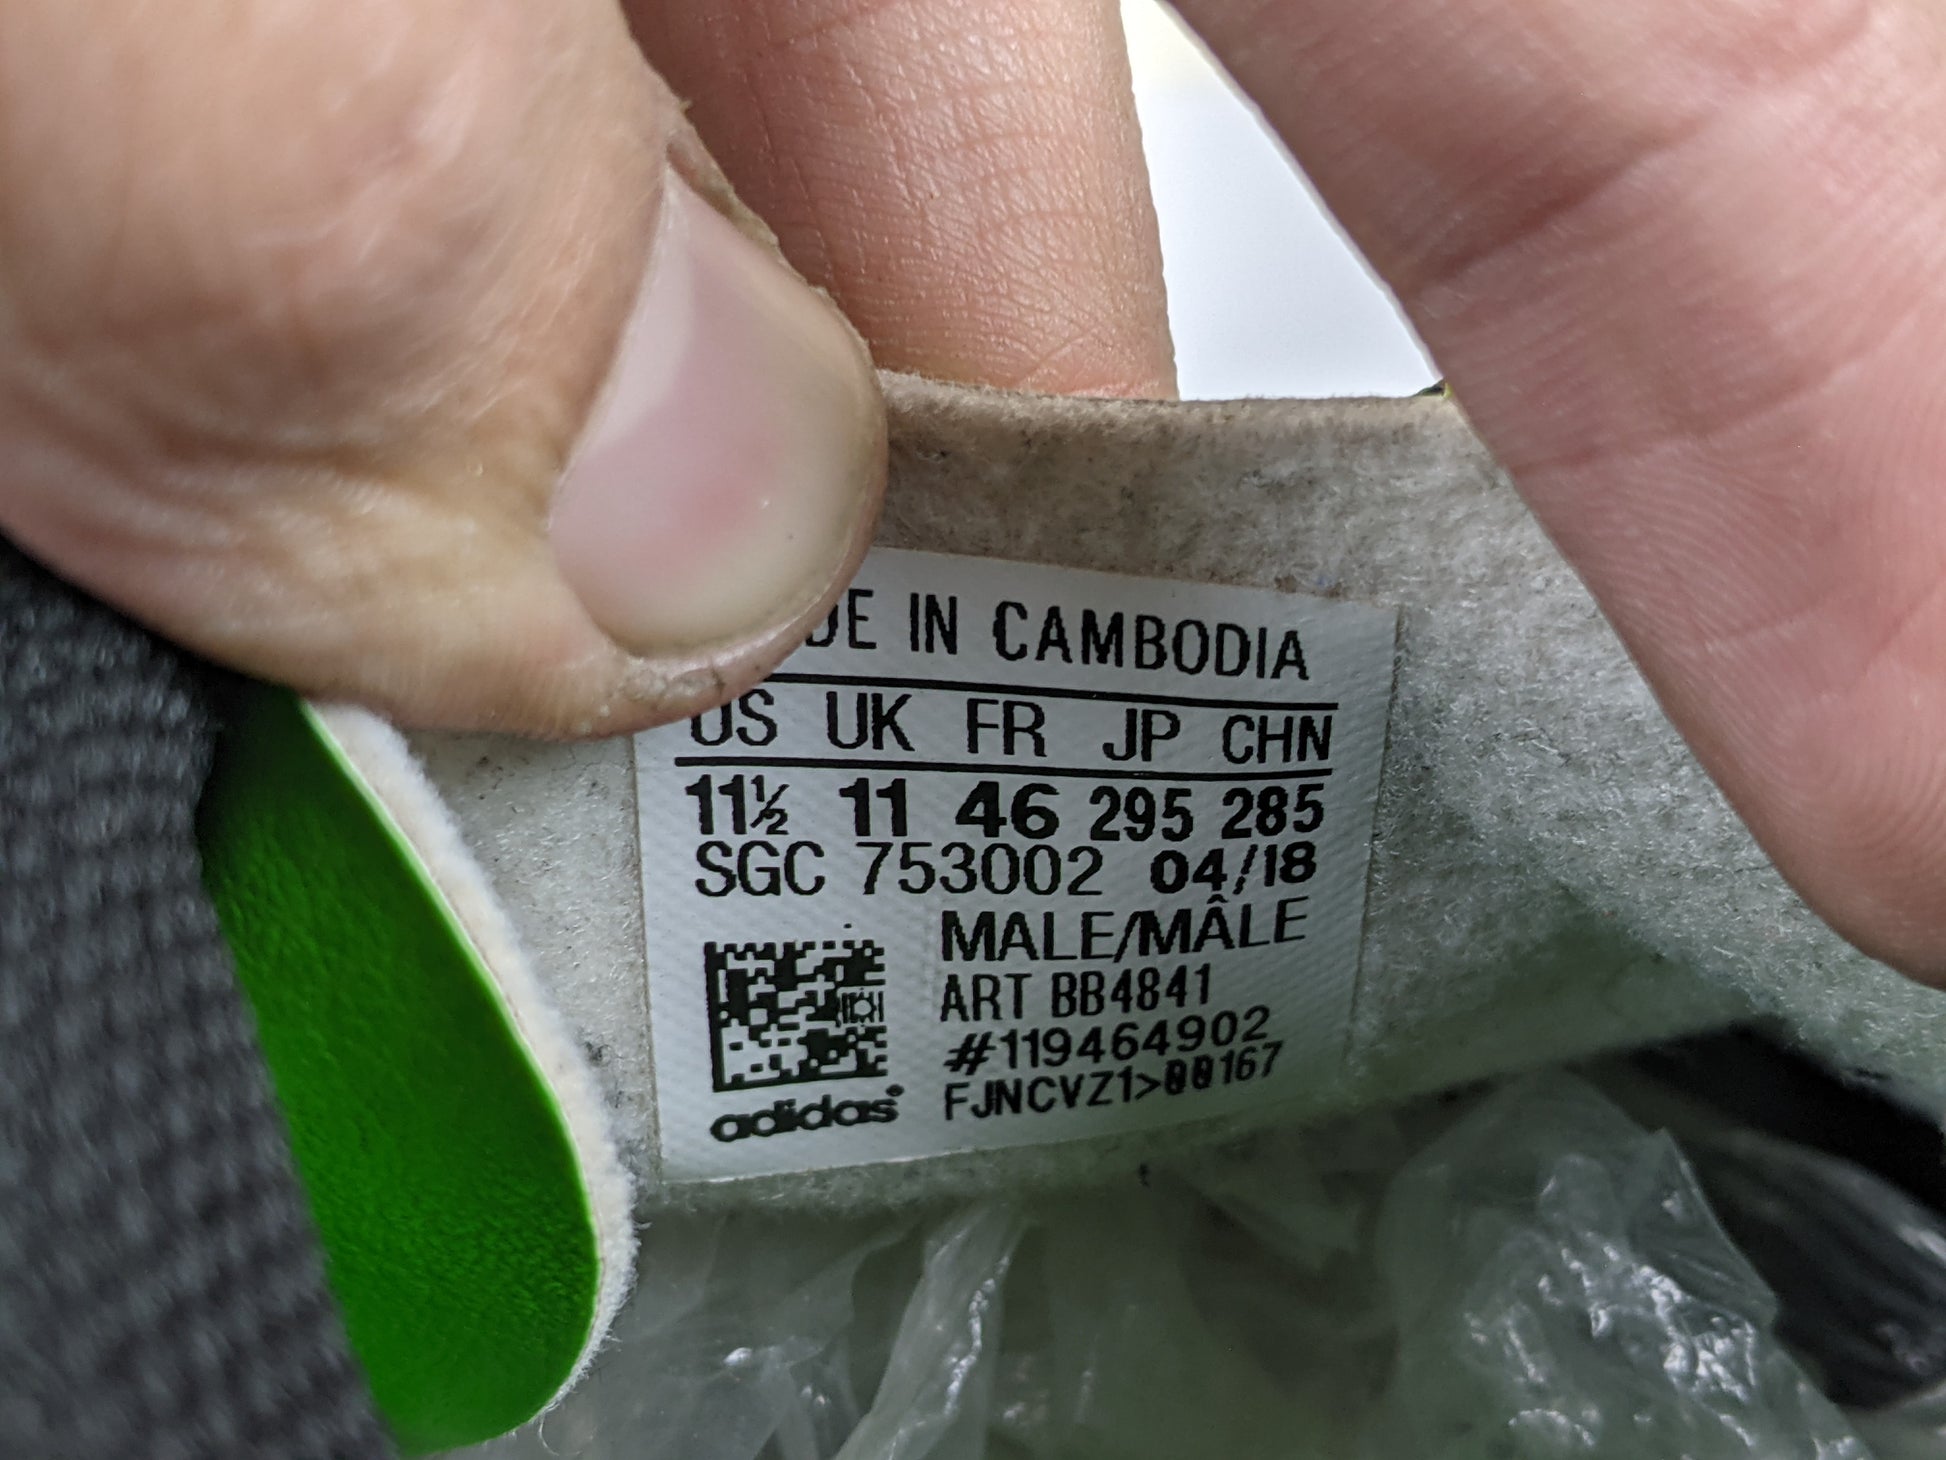 DE IN CAMBODIA
US UK FR JP CHN
11½ 11 46 295 285
SGC 753002 04/18
MALE/MÂLE
ART BB4841
#119464902
FJNCVZ1>00167
adidas